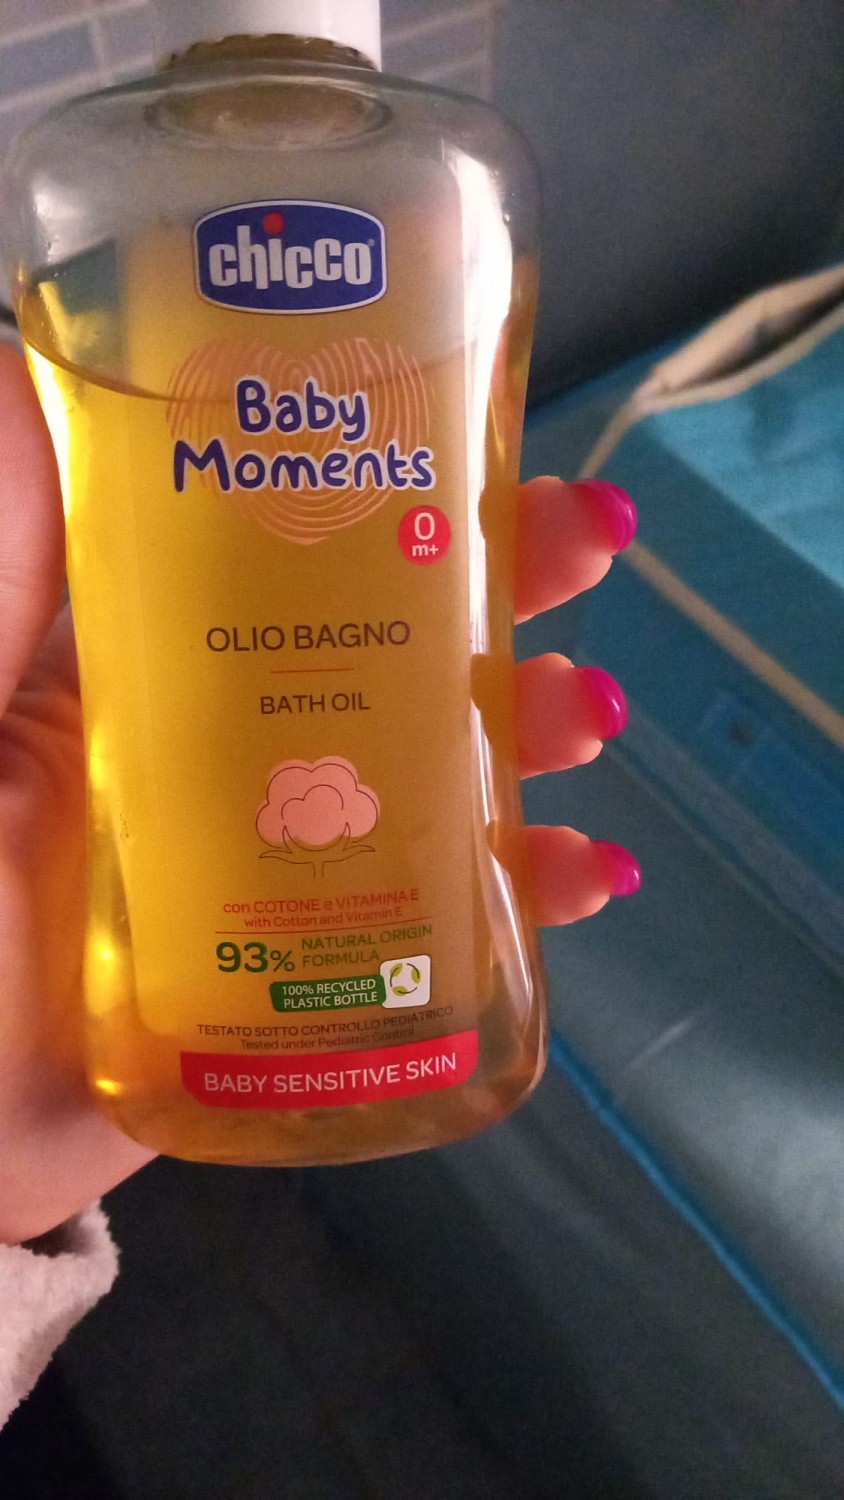 chicco®
Baby
Moments
0
m+
OLIO BAGNO
BATH OIL
con COTONE e VITAMINA E
with Cotton and Vitamin E
93% NATURAL ORIGIN
FORMULA
100% RECYCLED
PLASTIC BOTTLE
TESTATO SOTTO CONTROLLO PEDIATRICO
Tested under Pediatric Control
BABY SENSITIVE SKIN